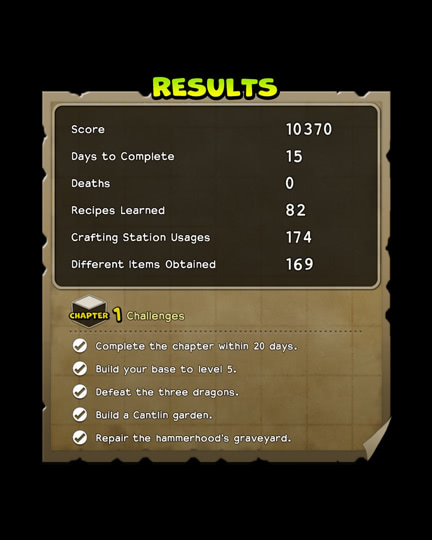 RESULTS
Score 10370
Days to Complete 15
Deaths 0
Recipes Learned 82
Crafting Station Usages 174
Different Items Obtained 169
CHAPTER 1 Challenges
Complete the chapter within 20 days.
Build your base to level 5.
Defeat the three dragons.
Build a Cantlin garden.
Repair the hammerhood's graveyard.